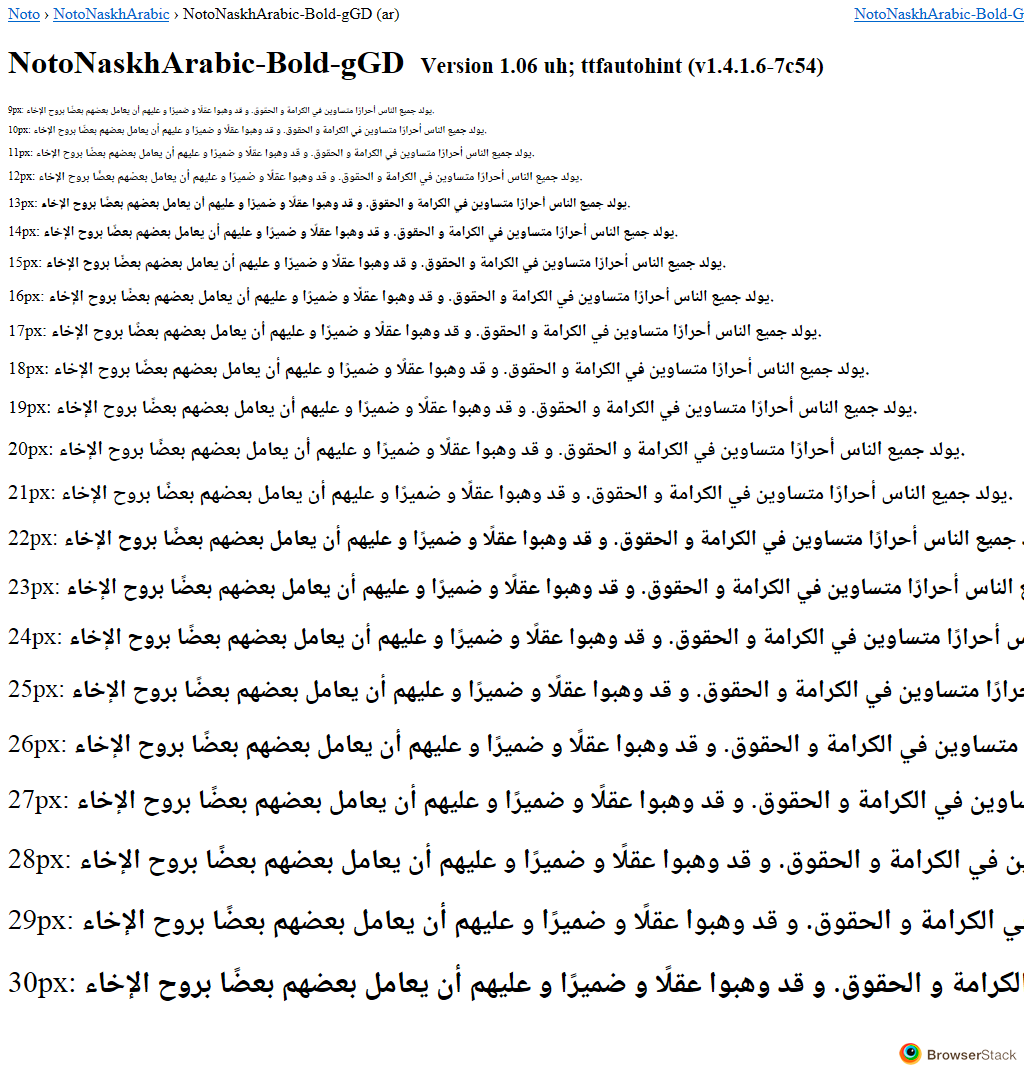 Noto › NotoNaskhArabic › NotoNaskhArabic-Bold-gGD (ar) NotoNaskhArabic-Bold-G
NotoNaskhArabic-Bold-gGD Version 1.06 uh; ttfautohint (v1.4.1.6-7c54)
9px: يولد جميع الناس أحرارًا متساوين في الكرامة و الحقوق. و قد وهبوا عقلًا و ضميرًا و عليهم أن يعامل بعضهم بعضًا بروح الإخاء.
10px: يولد جميع الناس أحرارًا متساوين في الكرامة و الحقوق. و قد وهبوا عقلًا و ضميرًا و عليهم أن يعامل بعضهم بعضًا بروح الإخاء.
11px: يولد جميع الناس أحرارًا متساوين في الكرامة و الحقوق. و قد وهبوا عقلًا و ضميرًا و عليهم أن يعامل بعضهم بعضًا بروح الإخاء.
12px: يولد جميع الناس أحرارًا متساوين في الكرامة و الحقوق. و قد وهبوا عقلًا و ضميرًا و عليهم أن يعامل بعضهم بعضًا بروح الإخاء.
13px: يولد جميع الناس أحرارًا متساوين في الكرامة و الحقوق. و قد وهبوا عقلًا و ضميرًا و عليهم أن يعامل بعضهم بعضًا بروح الإخاء.
14px: يولد جميع الناس أحرارًا متساوين في الكرامة و الحقوق. و قد وهبوا عقلًا و ضميرًا و عليهم أن يعامل بعضهم بعضًا بروح الإخاء.
15px: يولد جميع الناس أحرارًا متساوين في الكرامة و الحقوق. و قد وهبوا عقلًا و ضميرًا و عليهم أن يعامل بعضهم بعضًا بروح الإخاء.
16px: يولد جميع الناس أحرارًا متساوين في الكرامة و الحقوق. و قد وهبوا عقلًا و ضميرًا و عليهم أن يعامل بعضهم بعضًا بروح الإخاء.
17px: يولد جميع الناس أحرارًا متساوين في الكرامة و الحقوق. و قد وهبوا عقلًا و ضميرًا و عليهم أن يعامل بعضهم بعضًا بروح الإخاء.
18px: يولد جميع الناس أحرارًا متساوين في الكرامة و الحقوق. و قد وهبوا عقلًا و ضميرًا و عليهم أن يعامل بعضهم بعضًا بروح الإخاء.
19px: يولد جميع الناس أحرارًا متساوين في الكرامة و الحقوق. و قد وهبوا عقلًا و ضميرًا و عليهم أن يعامل بعضهم بعضًا بروح الإخاء.
20px: يولد جميع الناس أحرارًا متساوين في الكرامة و الحقوق. و قد وهبوا عقلًا و ضميرًا و عليهم أن يعامل بعضهم بعضًا بروح الإخاء.
21px: يولد جميع الناس أحرارًا متساوين في الكرامة و الحقوق. و قد وهبوا عقلًا و ضميرًا و عليهم أن يعامل بعضهم بعضًا بروح الإخاء.
22px: جميع الناس أحرارًا متساوين في الكرامة و الحقوق. و قد وهبوا عقلًا و ضميرًا و عليهم أن يعامل بعضهم بعضًا بروح الإخاء
23px: الناس أحرارًا متساوين في الكرامة و الحقوق. و قد وهبوا عقلًا و ضميرًا و عليهم أن يعامل بعضهم بعضًا بروح الإخاء
24px: أحرارًا متساوين في الكرامة و الحقوق. و قد وهبوا عقلًا و ضميرًا و عليهم أن يعامل بعضهم بعضًا بروح الإخاء
25px: متساوين في الكرامة و الحقوق. و قد وهبوا عقلًا و ضميرًا و عليهم أن يعامل بعضهم بعضًا بروح الإخاء
26px: متساوين في الكرامة و الحقوق. و قد وهبوا عقلًا و ضميرًا و عليهم أن يعامل بعضهم بعضًا بروح الإخاء
27px: في الكرامة و الحقوق. و قد وهبوا عقلًا و ضميرًا و عليهم أن يعامل بعضهم بعضًا بروح الإخاء
28px: في الكرامة و الحقوق. و قد وهبوا عقلًا و ضميرًا و عليهم أن يعامل بعضهم بعضًا بروح الإخاء
29px: الكرامة و الحقوق. و قد وهبوا عقلًا و ضميرًا و عليهم أن يعامل بعضهم بعضًا بروح الإخاء
30px: الكرامة و الحقوق. و قد وهبوا عقلًا و ضميرًا و عليهم أن يعامل بعضهم بعضًا بروح الإخاء
BrowserStack